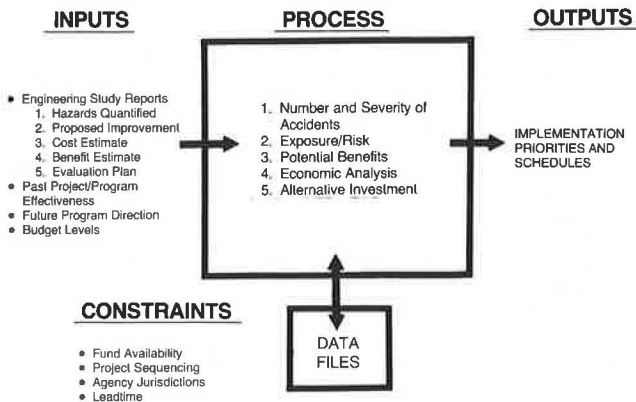 INPUTS
PROCESS
OUTPUTS
• Engineering Study Reports
1. Hazards Quantified
2. Proposed Improvement
3. Cost Estimate
4. Benefit Estimate
5. Evaluation Plan
• Past Project/Program
Effectiveness
• Future Program Direction
• Budget Levels
1. Number and Severity of
Accidents
2. Exposure/Risk
3. Potential Benefits
4. Economic Analysis
5. Alternative Investment
IMPLEMENTATION
PRIORITIES AND
SCHEDULES
CONSTRAINTS
• Fund Availability
• Project Sequencing
• Agency Jurisdictions
• Leadtime
DATA
FILES